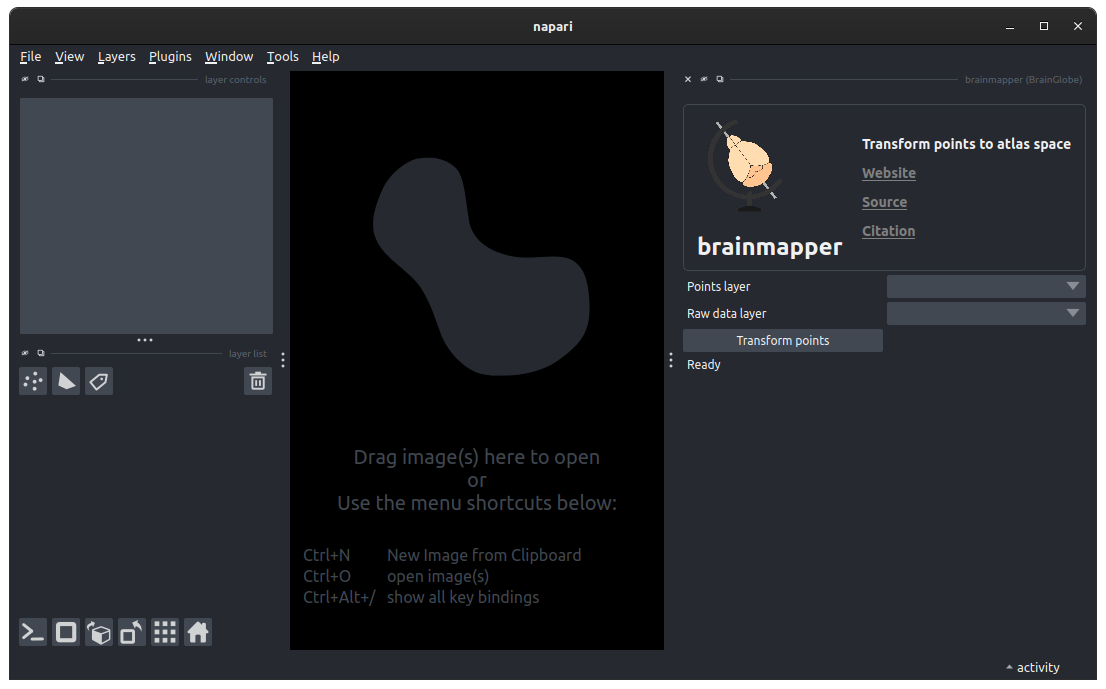 napari
File View Layers Plugins Window Tools Help
layer controls
layer list
Drag image(s) here to open
or
Use the menu shortcuts below:
Ctrl+N New Image from Clipboard
Ctrl+O open image(s)
Ctrl+Alt+/ show all key bindings
brainmapper (BrainGlobe)
brainmapper
Transform points to atlas space
Website
Source
Citation
Points layer
Raw data layer
Transform points
Ready
activity